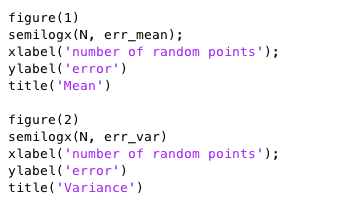 figure(1)
semilogx(N, err_mean);
xlabel('number of random points');
ylabel('error')
title('Mean')

figure(2)
semilogx(N, err_var)
xlabel('number of random points');
ylabel('error')
title('Variance')